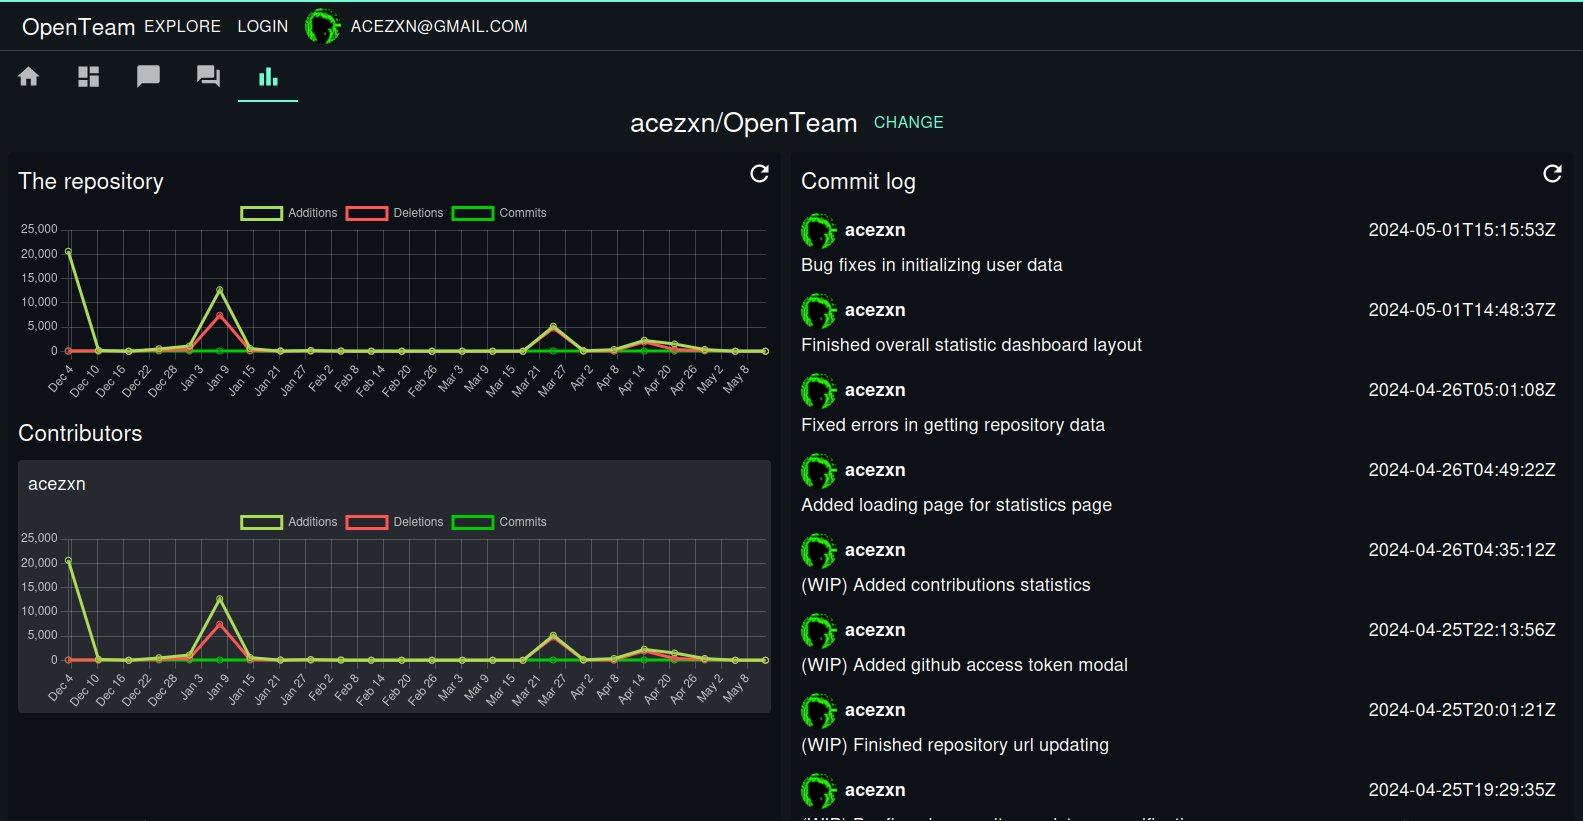 OpenTeam EXPLORE LOGIN ACEZXN@GMAIL.COM
acezxn/OpenTeam CHANGE
The repository
Additions Deletions Commits
25,000
20,000
15,000
10,000
5,000
0
Dec 4 Dec 10 Dec 16 Dec 22 Dec 28 Jan 3 Jan 9 Jan 15 Jan 21 Jan 27 Feb 2 Feb 8 Feb 14 Feb 20 Feb 26 Mar 3 Mar 9 Mar 15 Mar 21 Mar 27 Apr 2 Apr 8 Apr 14 Apr 20 Apr 26 May 2 May 8
Contributors
acezxn
Additions Deletions Commits
25,000
20,000
15,000
10,000
5,000
0
Dec 4 Dec 10 Dec 16 Dec 22 Dec 28 Jan 3 Jan 9 Jan 15 Jan 21 Jan 27 Feb 2 Feb 8 Feb 14 Feb 20 Feb 26 Mar 3 Mar 9 Mar 15 Mar 21 Mar 27 Apr 2 Apr 8 Apr 14 Apr 20 Apr 26 May 2 May 8
Commit log
acezxn 2024-05-01T15:15:53Z
Bug fixes in initializing user data
acezxn 2024-05-01T14:48:37Z
Finished overall statistic dashboard layout
acezxn 2024-04-26T05:01:08Z
Fixed errors in getting repository data
acezxn 2024-04-26T04:49:22Z
Added loading page for statistics page
acezxn 2024-04-26T04:35:12Z
(WIP) Added contributions statistics
acezxn 2024-04-25T22:13:56Z
(WIP) Added github access token modal
acezxn 2024-04-25T20:01:21Z
(WIP) Finished repository url updating
acezxn 2024-04-25T19:29:35Z